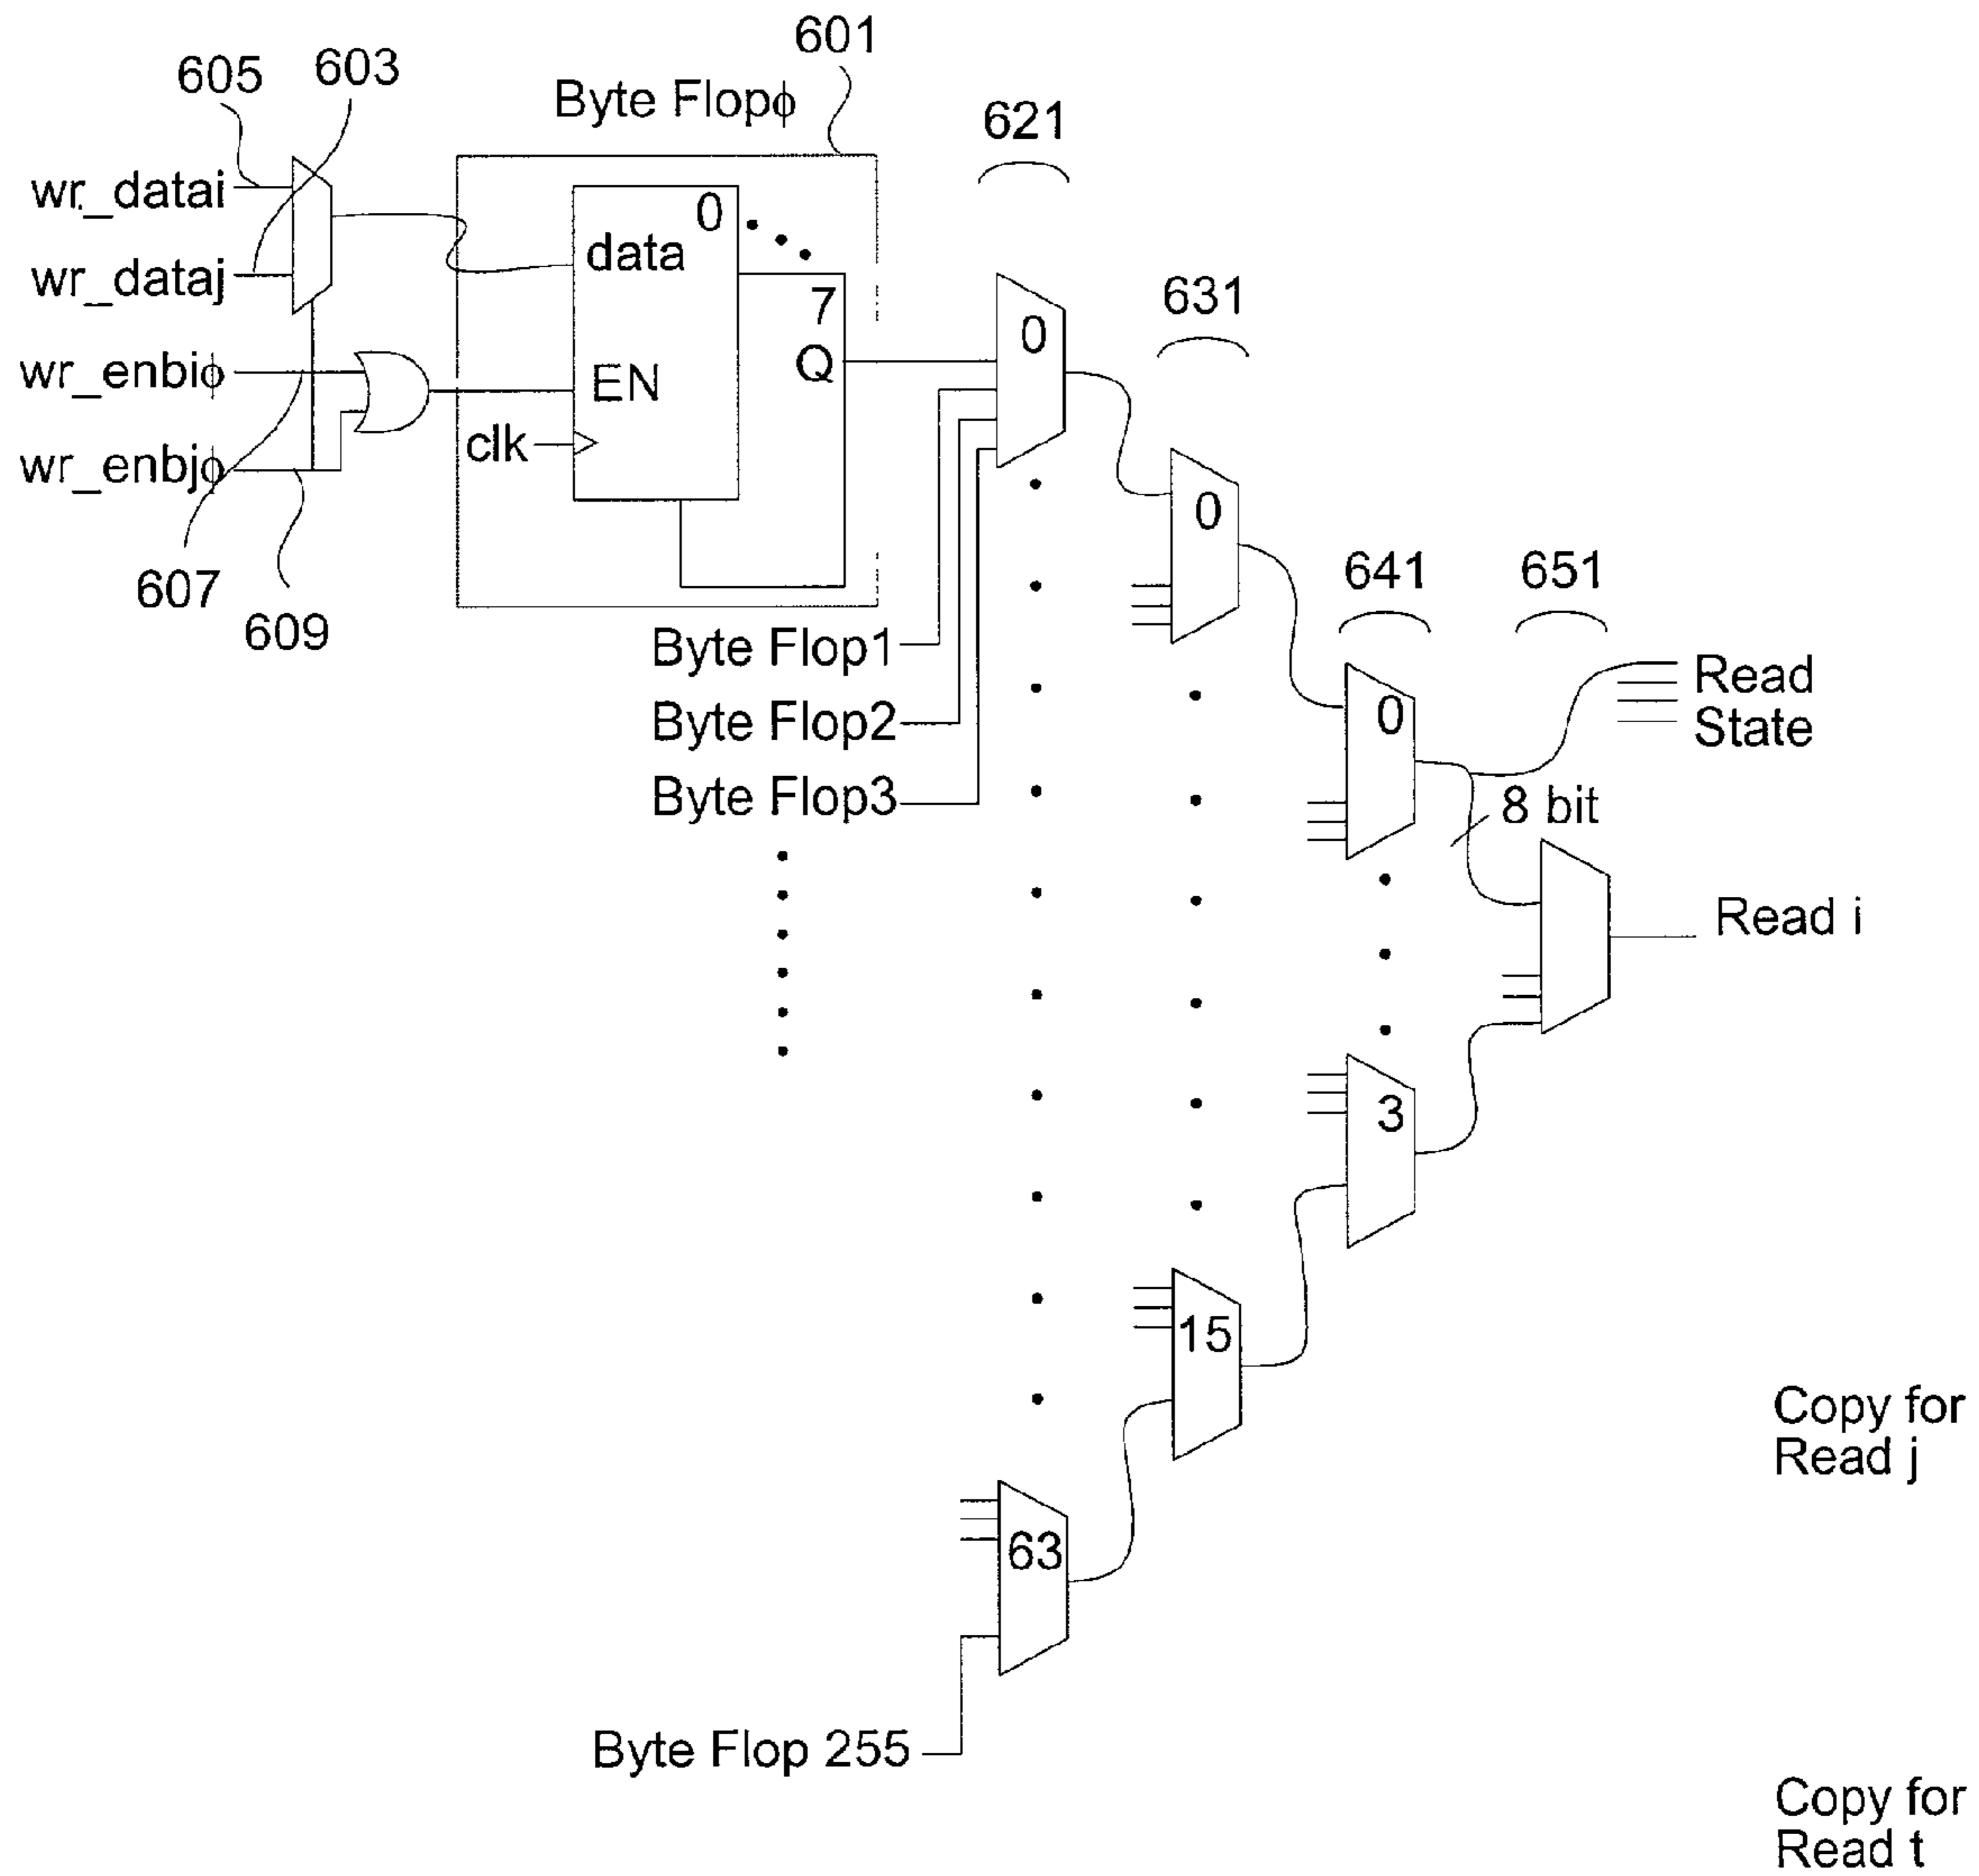 601
605
603
Byte Flopϕ
621
wr_datai
0
data
wr_dataj
631
7
0
Q
wr_enbiϕ
EN
clk
wr_enbjϕ
0
607
609
641
651
Byte Flop1
Read
State
0
Byte Flop2
Byte Flop3
8 bit
Read i
3
15
Copy for
Read j
63
Byte Flop 255
Copy for
Read t